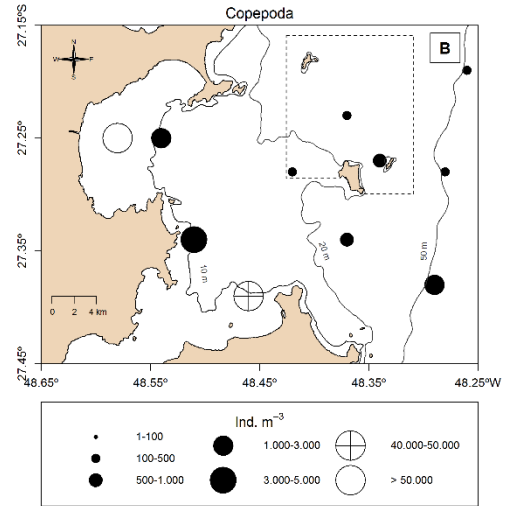 Copepoda
B
N
W
S
27.15°S
27.25°
27.35°
27.45°
10 m
20 m
50 m
0 2 4 km
48.65° 48.55° 48.45° 48.35° 48.25°W
Ind. m⁻³
1-100
100-500
500-1.000
1.000-3.000
3.000-5.000
40.000-50.000
> 50.000